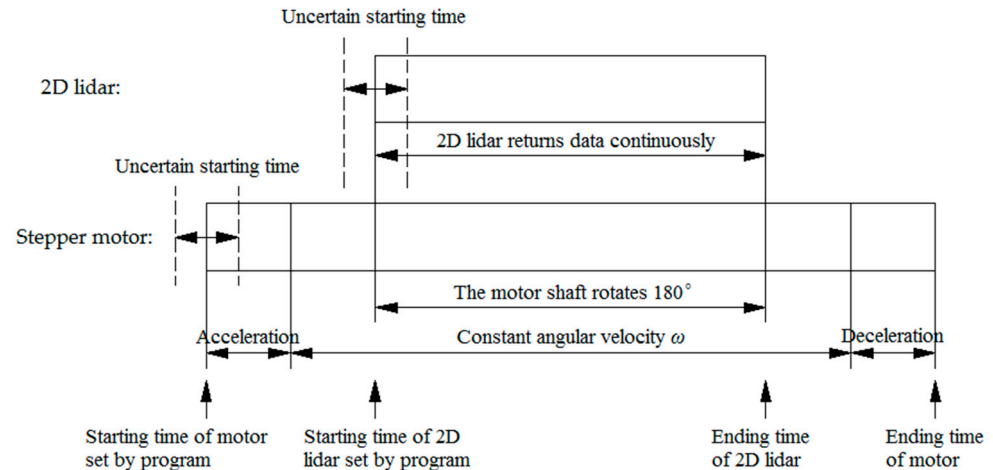 Uncertain starting time
2D lidar:
2D lidar returns data continuously
Uncertain starting time
Stepper motor:
The motor shaft rotates 180°
Acceleration
Constant angular velocity ω
Deceleration
Starting time of motor
set by program
Starting time of 2D
lidar set by program
Ending time
of 2D lidar
Ending time
of motor